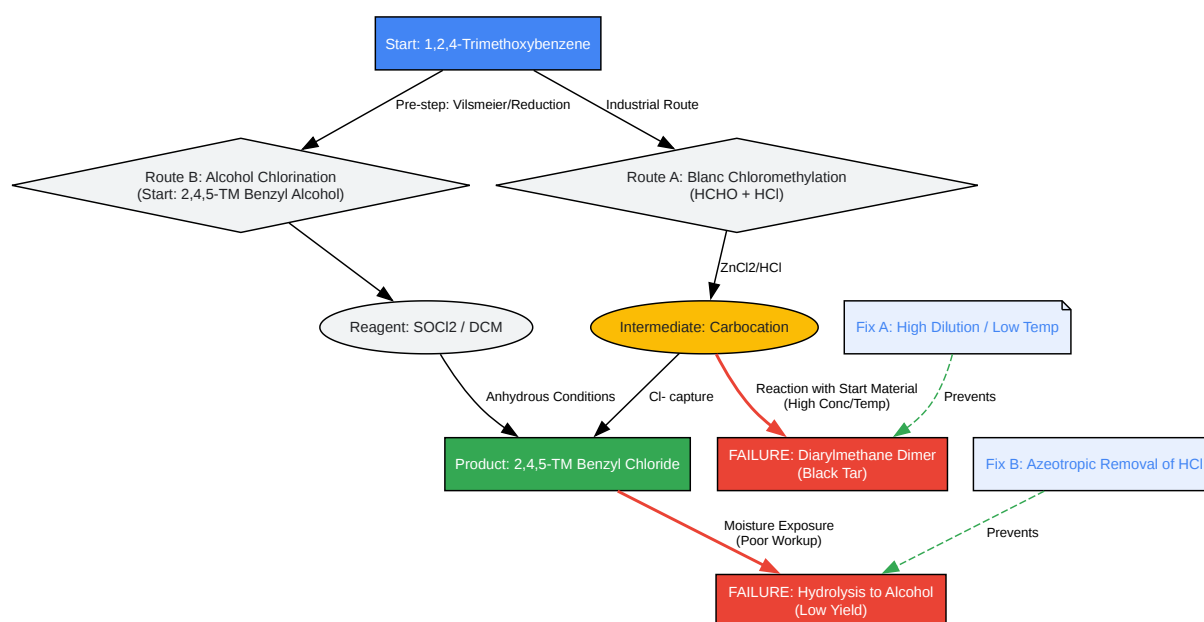 Start: 1,2,4-Trimethoxybenzene
Pre-step: Vilsmeier/Reduction
Industrial Route
Route B: Alcohol Chlorination
(Start: 2,4,5-TM Benzyl Alcohol)
Route A: Blanc Chloromethylation
(HCHO + HCl)
ZnCl2/HCl
Reagent: SOCl2 / DCM
Intermediate: Carbocation
Fix A: High Dilution / Low Temp
Anhydrous Conditions
Cl- capture
Reaction with Start Material
(High Conc/Temp)
Prevents
Product: 2,4,5-TM Benzyl Chloride
FAILURE: Diarylmethane Dimer
(Black Tar)
Fix B: Azeotropic Removal of HCl
Moisture Exposure
(Poor Workup)
Prevents
FAILURE: Hydrolysis to Alcohol
(Low Yield)